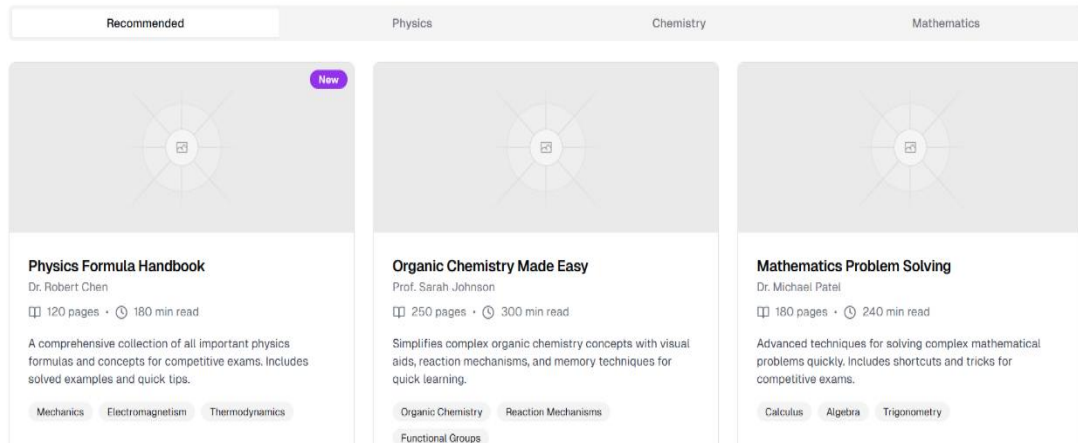 Recommended
Physics
Chemistry
Mathematics
New
Physics Formula Handbook
Dr. Robert Chen
120 pages • 180 min read
A comprehensive collection of all important physics
formulas and concepts for competitive exams. Includes
solved examples and quick tips.
Mechanics Electromagnetism Thermodynamics
Organic Chemistry Made Easy
Prof. Sarah Johnson
250 pages • 300 min read
Simplifies complex organic chemistry concepts with visual
aids, reaction mechanisms, and memory techniques for
quick learning.
Organic Chemistry Reaction Mechanisms
Functional Groups
Mathematics Problem Solving
Dr. Michael Patel
180 pages • 240 min read
Advanced techniques for solving complex mathematical
problems quickly. Includes shortcuts and tricks for
competitive exams.
Calculus Algebra Trigonometry